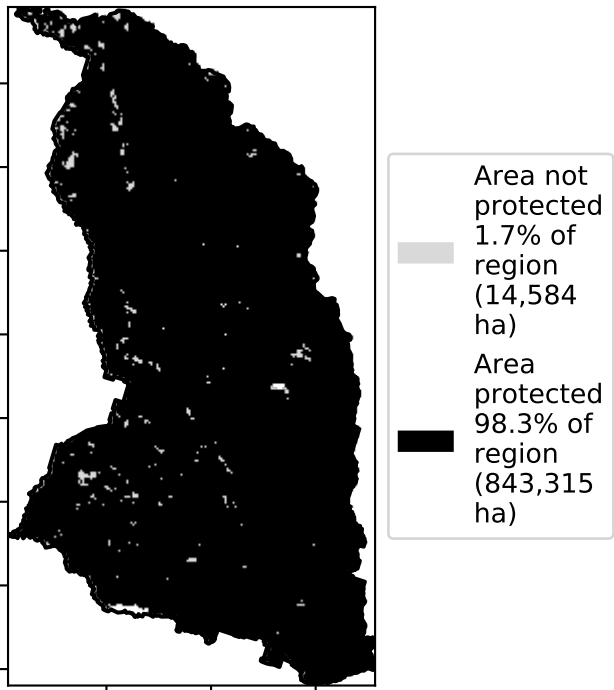 Area not
protected
1.7% of
region
(14,584
ha)
Area
protected
98.3% of
region
(843,315
ha)